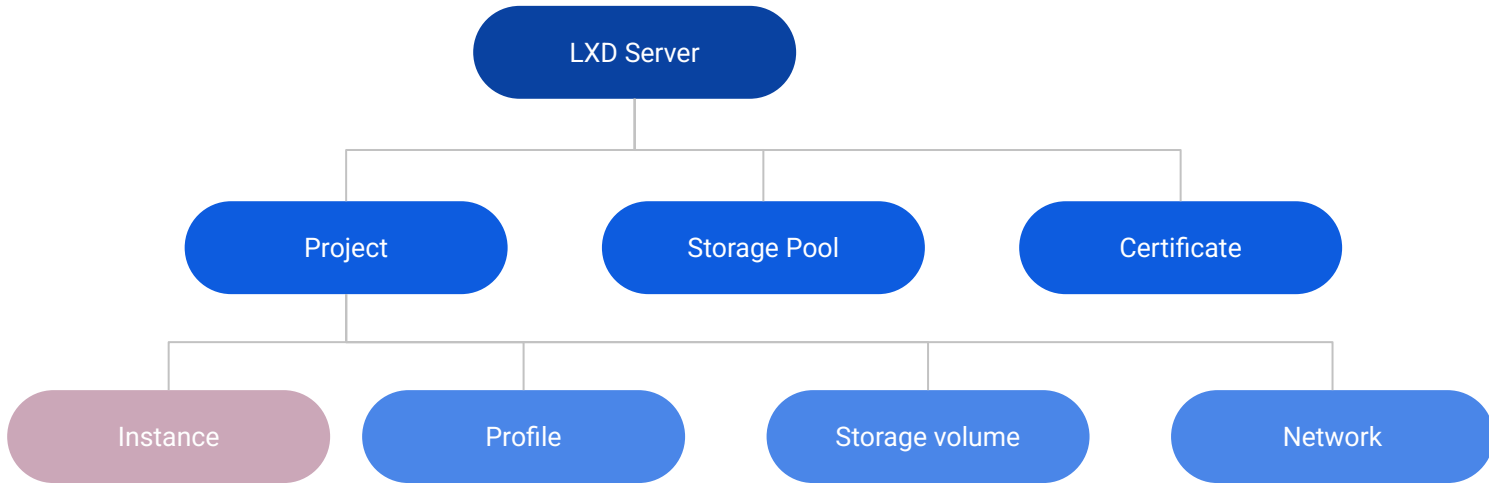 LXD Server
Project
Storage Pool
Certificate
Instance
Profile
Storage volume
Network